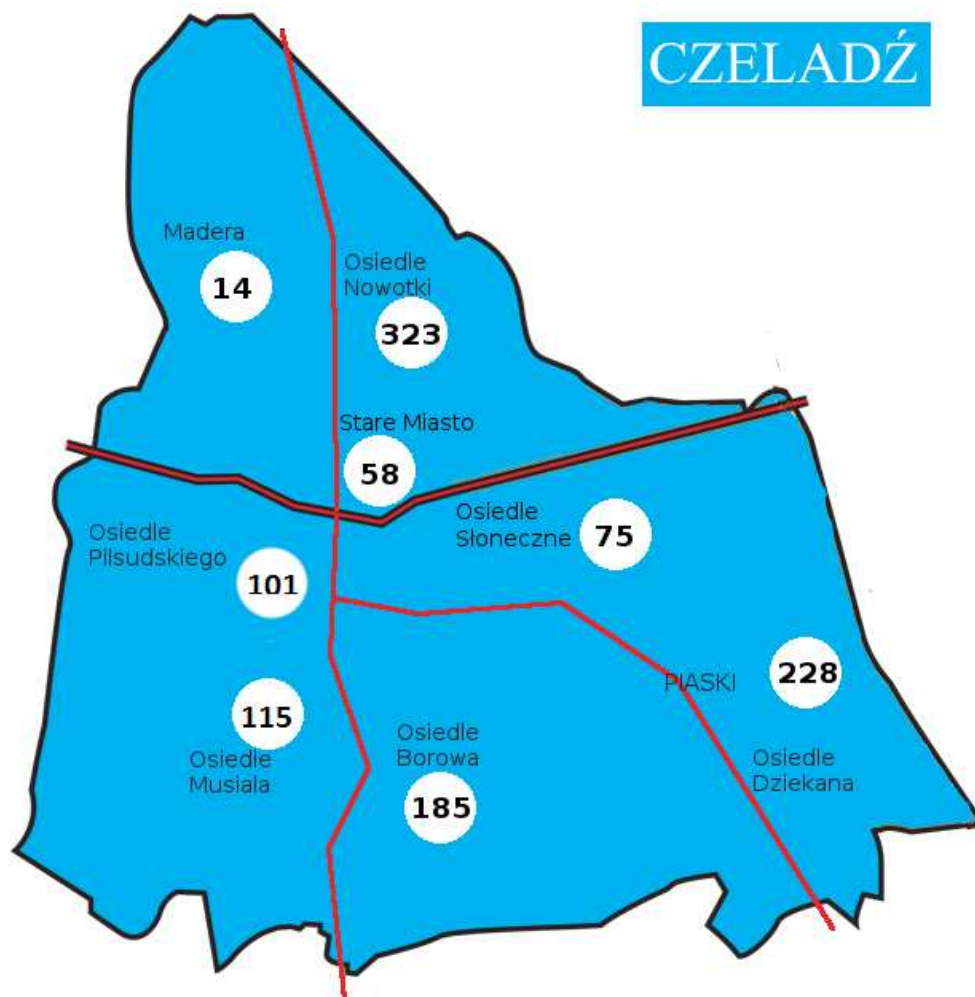 CZELADŹ
Madera
14
Osiedle
Nowotki
323
Stare Miasto
58
Osiedle
Słoneczne
75
Osiedle
Pilsudskiego
101
115
Osiedle
Musiala
Osiedle
Borowa
185
PIASKI
228
Osiedle
Dziekana